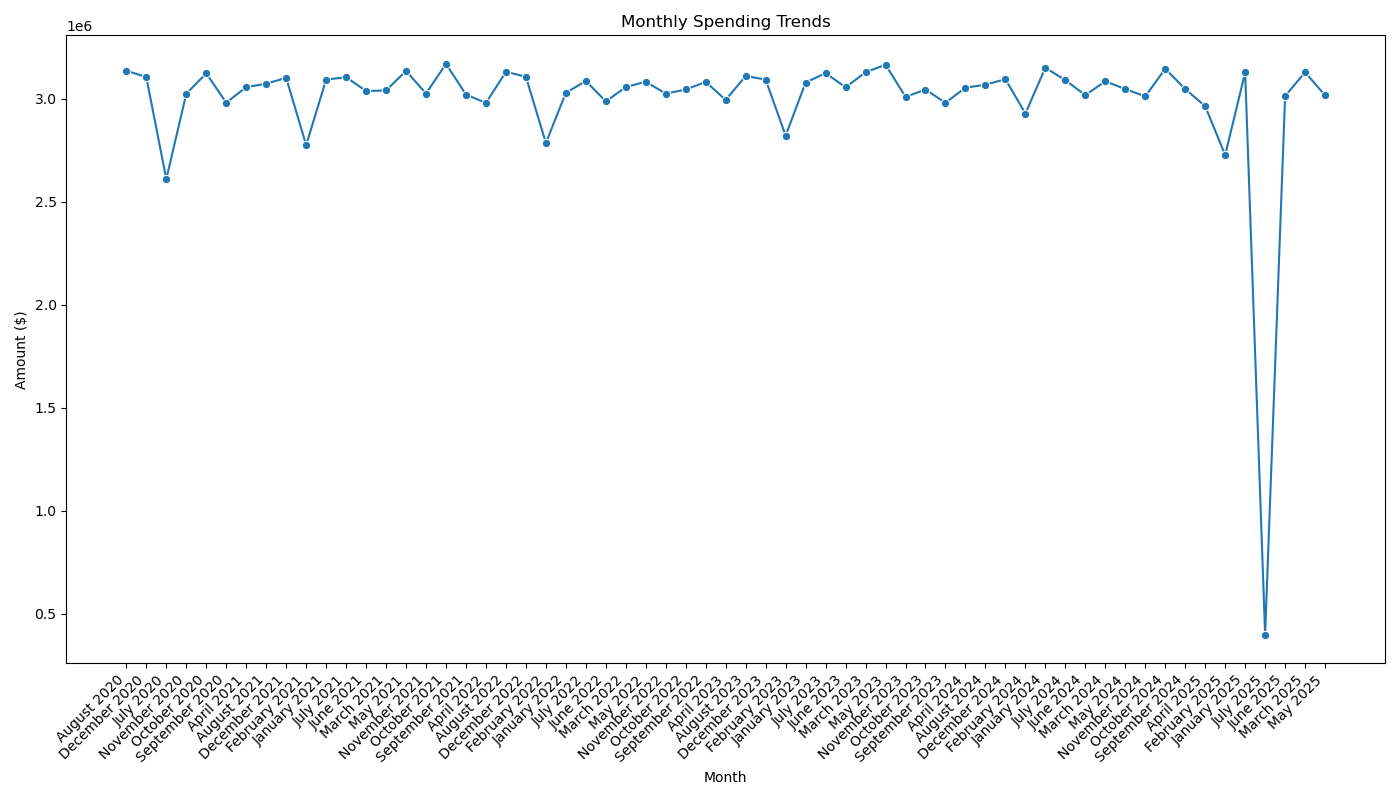 Monthly Spending Trends
1e6
3.0
2.5
2.0
1.5
1.0
0.5
Amount ($)
August 2020
December 2020
July 2020
November 2020
October 2020
September 2020
April 2021
August 2021
December 2021
February 2021
January 2021
July 2021
June 2021
March 2021
May 2021
November 2021
October 2021
September 2021
April 2022
August 2022
December 2022
February 2022
January 2022
July 2022
June 2022
March 2022
May 2022
November 2022
October 2022
September 2022
April 2023
August 2023
December 2023
February 2023
January 2023
July 2023
June 2023
March 2023
May 2023
November 2023
October 2023
September 2023
April 2024
August 2024
December 2024
February 2024
January 2024
July 2024
June 2024
March 2024
May 2024
November 2024
October 2024
September 2024
April 2025
February 2025
January 2025
July 2025
June 2025
March 2025
May 2025
Month